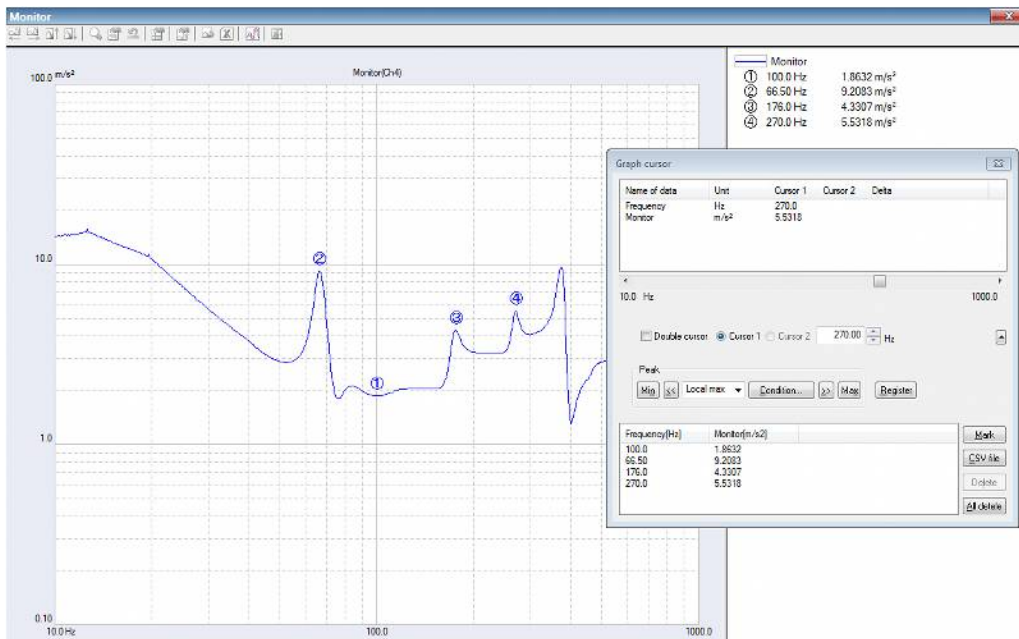 Monitor
Monitor(Ch4)
100.0 m/s²
10.0
1.0
0.10
10.0 Hz
100.0
1000.0
②
①
③
④
Monitor
① 100.0 Hz 1.8632 m/s²
② 66.50 Hz 9.2083 m/s²
③ 176.0 Hz 4.3307 m/s²
④ 270.0 Hz 5.5318 m/s²
Graph cursor
Name of data Unit Cursor 1 Cursor 2 Delta
Frequency Hz 270.0
Monitor m/s² 5.5318
10.0 Hz 1000.0
Double cursor Cursor 1 Cursor 2 270.00 Hz
Peak
Min << Local max Condition... >> Max Register
Frequency[Hz] Monitor[m/s2]
100.0 1.8632
66.50 9.2083
176.0 4.3307
270.0 5.5318
Mark
CSV file
Delete
All delete